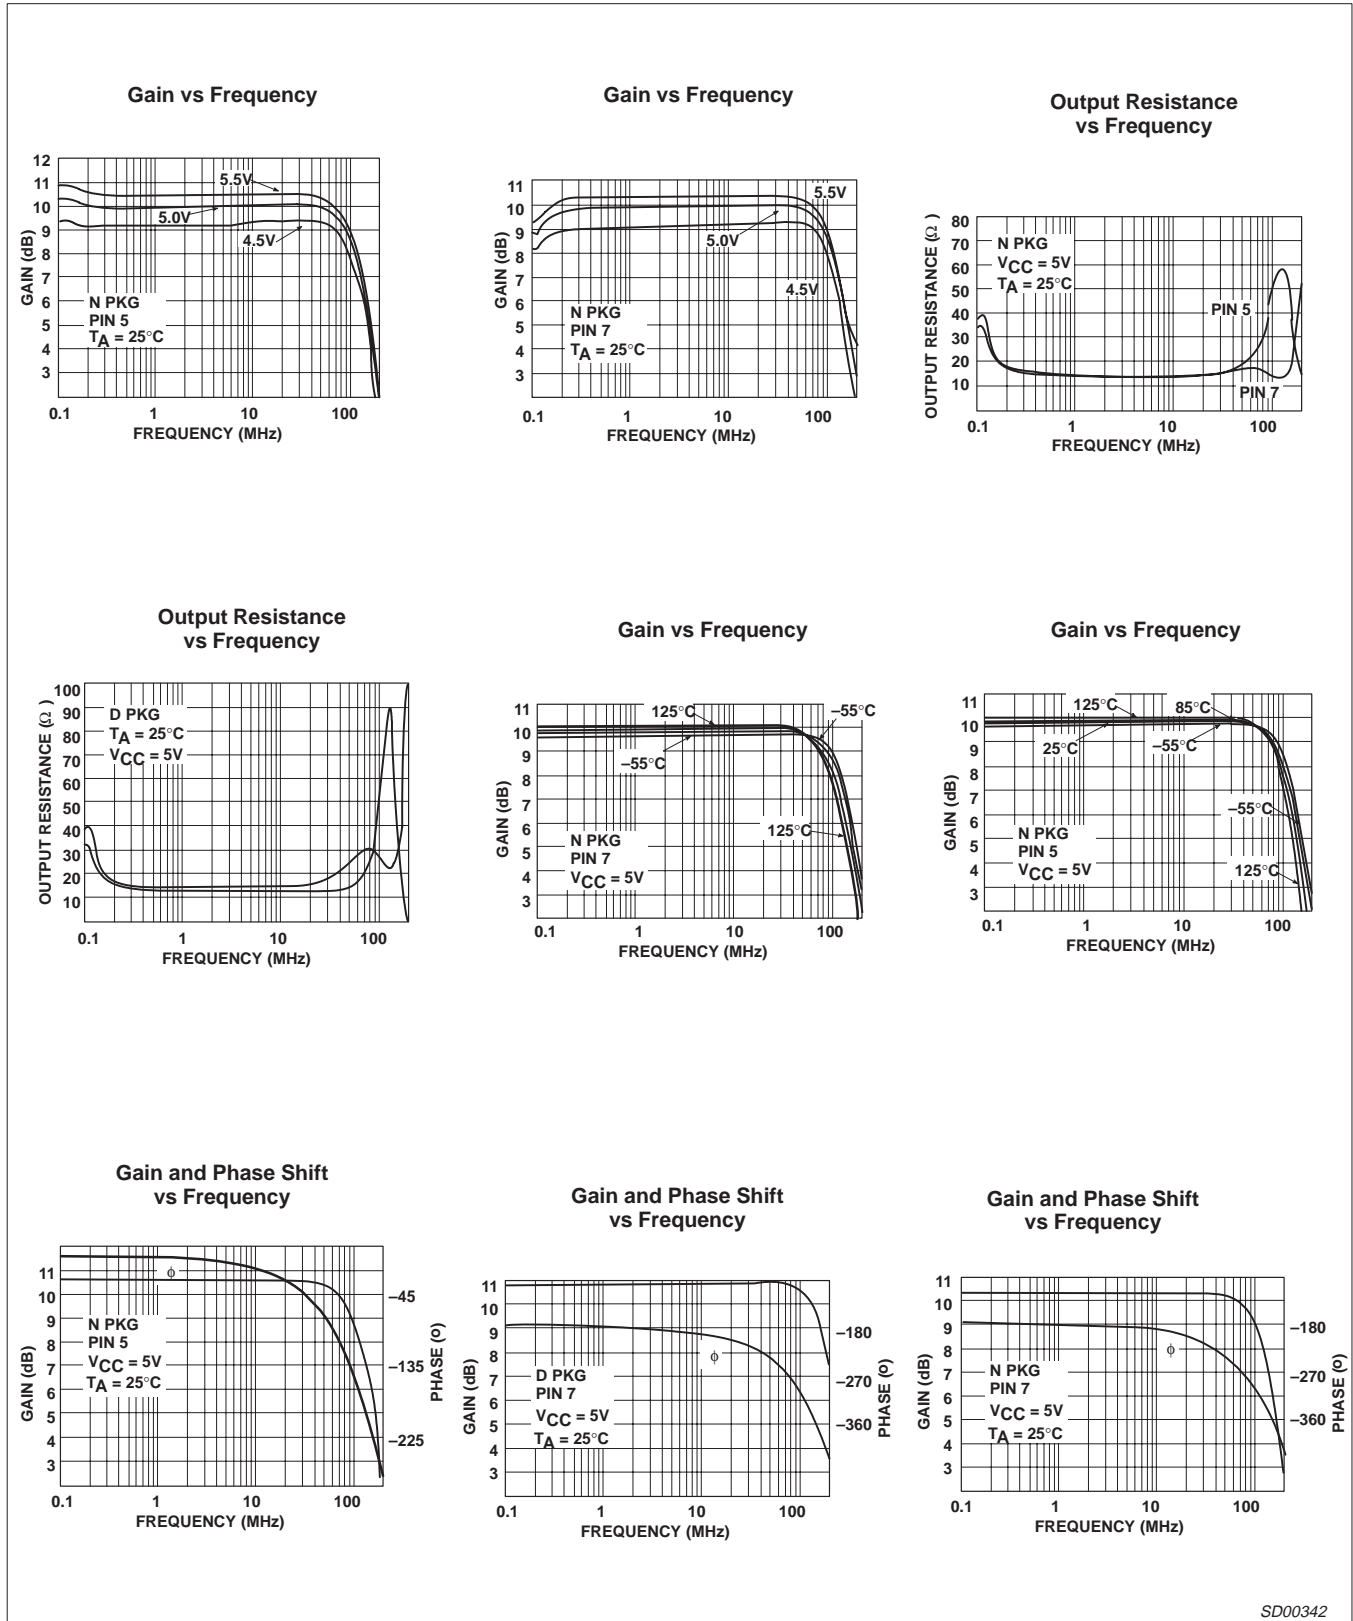 Gain vs Frequency
12
11
10
9
8
7
6
5
4
3
GAIN (dB)
5.5V
5.0V
4.5V
N PKG
PIN 5
TA = 25°C
0.1 1 10 100
FREQUENCY (MHz)
Gain vs Frequency
11
10
9
8
7
6
5
4
3
GAIN (dB)
5.5V
5.0V
4.5V
N PKG
PIN 7
TA = 25°C
0.1 1 10 100
FREQUENCY (MHz)
Output Resistance
vs Frequency
80
70
60
50
40
30
20
10
OUTPUT RESISTANCE (Ω)
N PKG
VCC = 5V
TA = 25°C
PIN 5
PIN 7
0.1 1 10 100
FREQUENCY (MHz)
Output Resistance
vs Frequency
100
90
80
70
60
50
40
30
20
10
OUTPUT RESISTANCE (Ω)
D PKG
TA = 25°C
VCC = 5V
0.1 1 10 100
FREQUENCY (MHz)
Gain vs Frequency
11
10
9
8
7
6
5
4
3
GAIN (dB)
125°C
–55°C
–55°C
125°C
N PKG
PIN 7
VCC = 5V
0.1 1 10 100
FREQUENCY (MHz)
Gain vs Frequency
11
10
9
8
7
6
5
4
3
GAIN (dB)
125°C 85°C
25°C –55°C
–55°C
125°C
N PKG
PIN 5
VCC = 5V
0.1 1 10 100
FREQUENCY (MHz)
Gain and Phase Shift
vs Frequency
11
10
9
8
7
6
5
4
3
GAIN (dB)
ϕ
N PKG
PIN 5
VCC = 5V
TA = 25°C
–45
–135
–225
PHASE (o)
0.1 1 10 100
FREQUENCY (MHz)
Gain and Phase Shift
vs Frequency
11
10
9
8
7
6
5
4
3
GAIN (dB)
ϕ
D PKG
PIN 7
VCC = 5V
TA = 25°C
–180
–270
–360
PHASE (o)
0.1 1 10 100
FREQUENCY (MHz)
Gain and Phase Shift
vs Frequency
11
10
9
8
7
6
5
4
3
GAIN (dB)
ϕ
N PKG
PIN 7
VCC = 5V
TA = 25°C
–180
–270
–360
PHASE (o)
0.1 1 10 100
FREQUENCY (MHz)
SD00342